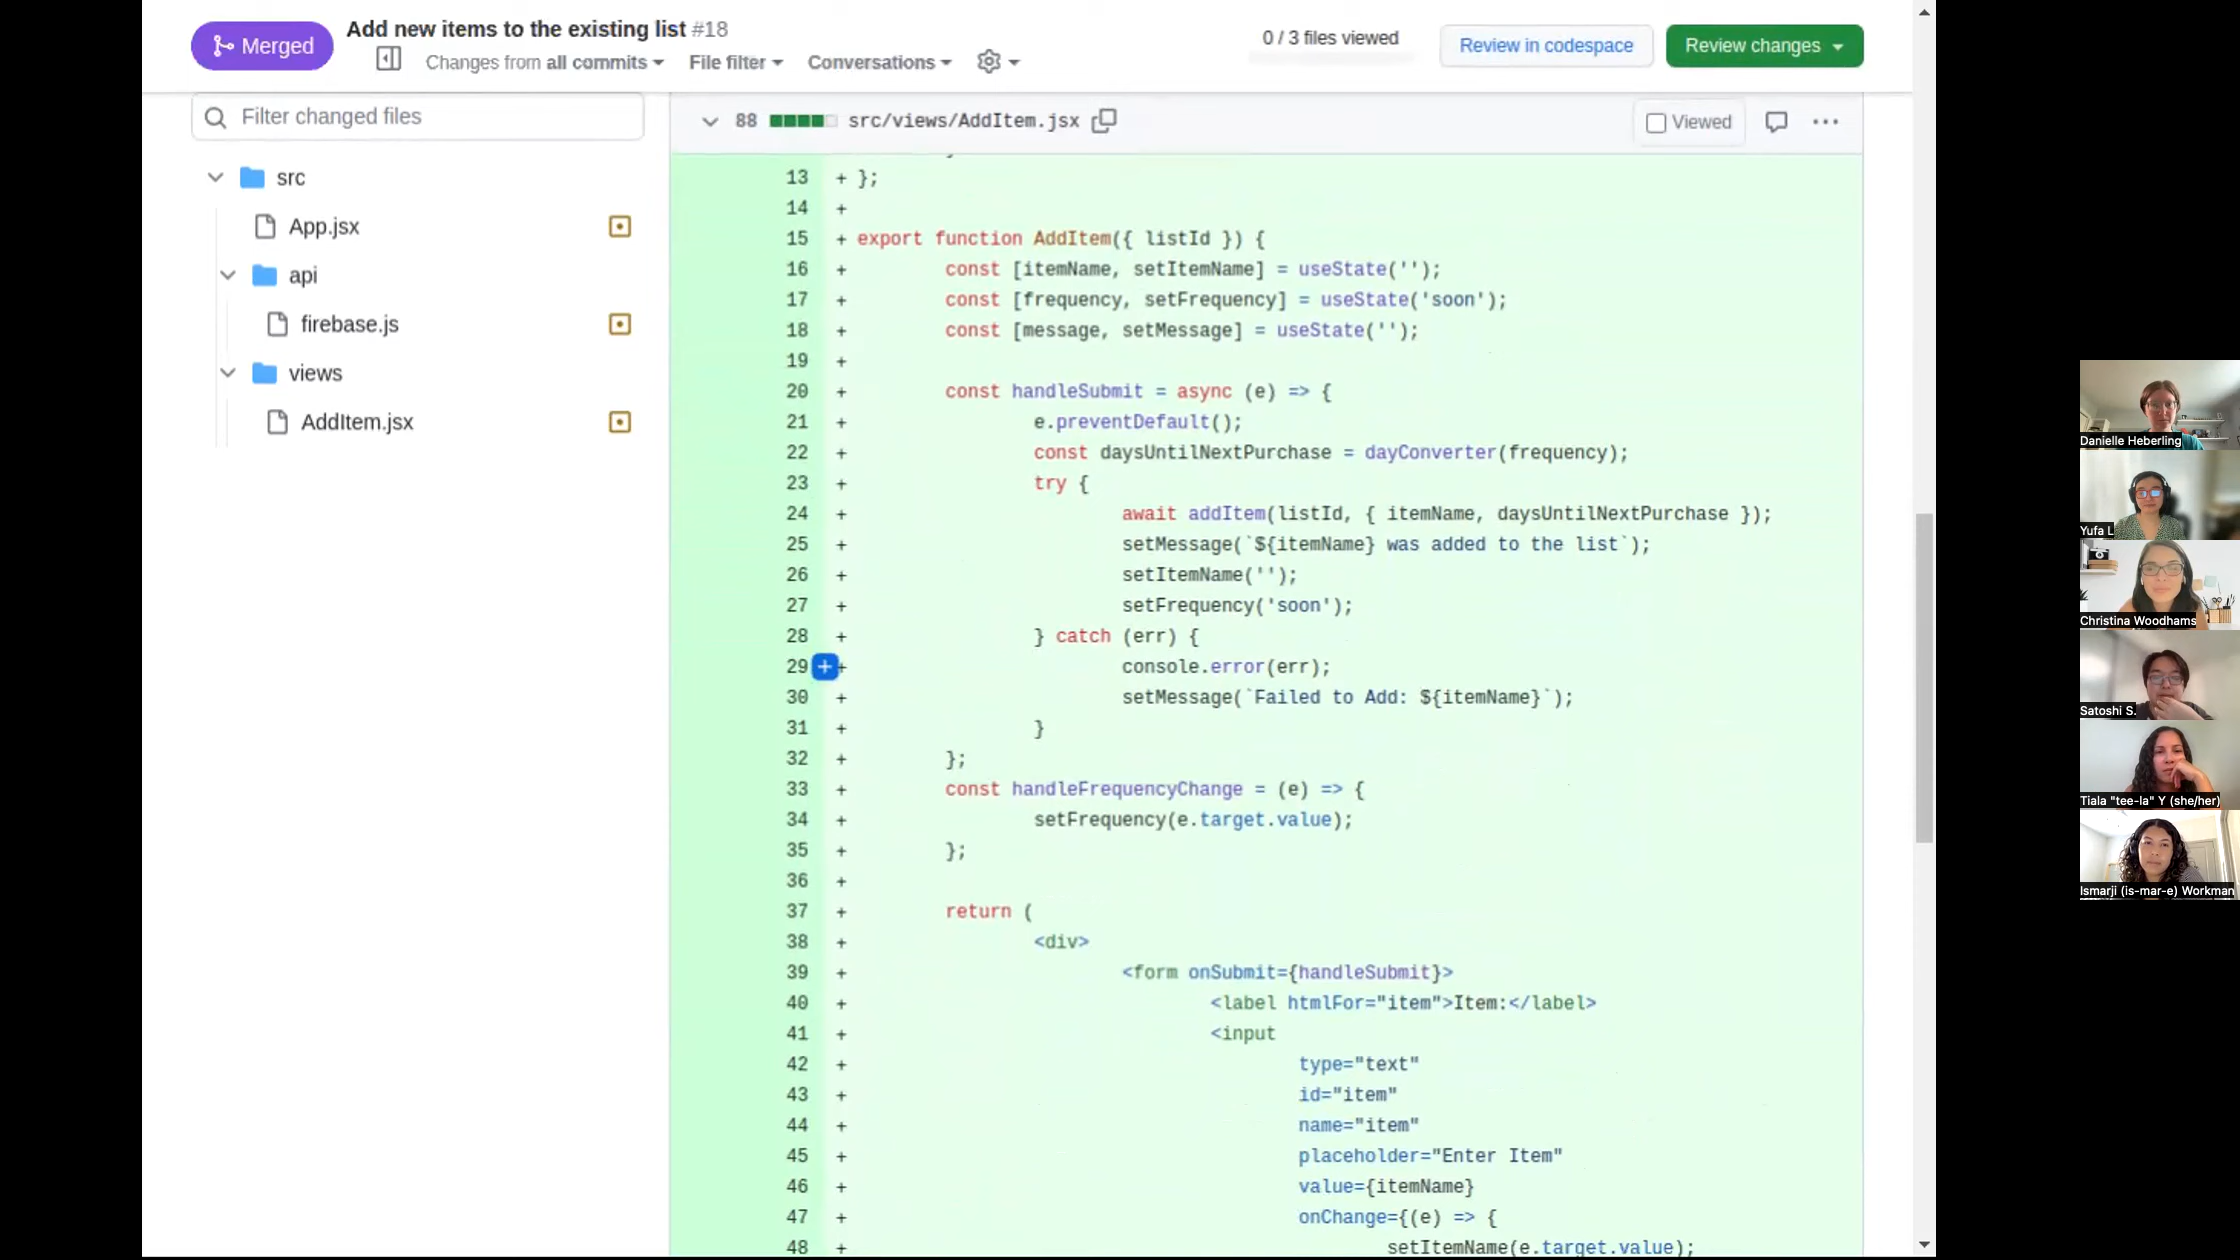 Merged
Add new items to the existing list #18
Changes from all commits
File filter
Conversations
0 / 3 files viewed
Review in codespace
Review changes
Filter changed files
src
App.jsx
api
firebase.js
views
AddItem.jsx
88 src/views/AddItem.jsx
Viewed
13 + };
14 +
15 + export function AddItem({ listId }) {
16 + const [itemName, setItemName] = useState('');
17 + const [frequency, setFrequency] = useState('soon');
18 + const [message, setMessage] = useState('');
19 +
20 + const handleSubmit = async (e) => {
21 + e.preventDefault();
22 + const daysUntilNextPurchase = dayConverter(frequency);
23 + try {
24 + await addItem(listId, { itemName, daysUntilNextPurchase });
25 + setMessage(`${itemName} was added to the list`);
26 + setItemName('');
27 + setFrequency('soon');
28 + } catch (err) {
29 + console.error(err);
30 + setMessage(`Failed to Add: ${itemName}`);
31 + }
32 + };
33 + const handleFrequencyChange = (e) => {
34 + setFrequency(e.target.value);
35 + };
36 +
37 + return (
38 + <div>
39 + <form onSubmit={handleSubmit}>
40 + <label htmlFor="item">Item:</label>
41 + <input
42 + type="text"
43 + id="item"
44 + name="item"
45 + placeholder="Enter Item"
46 + value={itemName}
47 + onChange={(e) => {
48 + setItemName(e.target.value);
Danielle Heberling
Yufa L
Christina Woodhams
Satoshi S.
Tiala "tee-la" Y (she/her)
Ismarji (is-mar-e) Workman